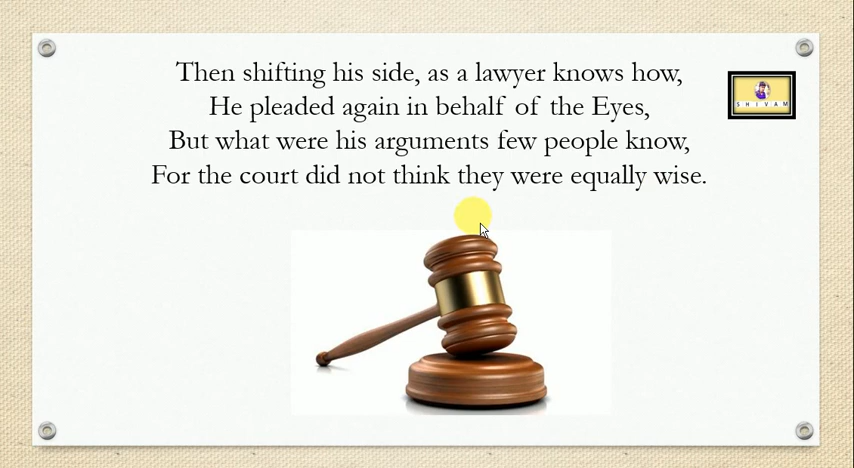 Then shifting his side, as a lawyer knows how,
He pleaded again in behalf of the Eyes,
But what were his arguments few people know,
For the court did not think they were equally wise.
SHIVAM